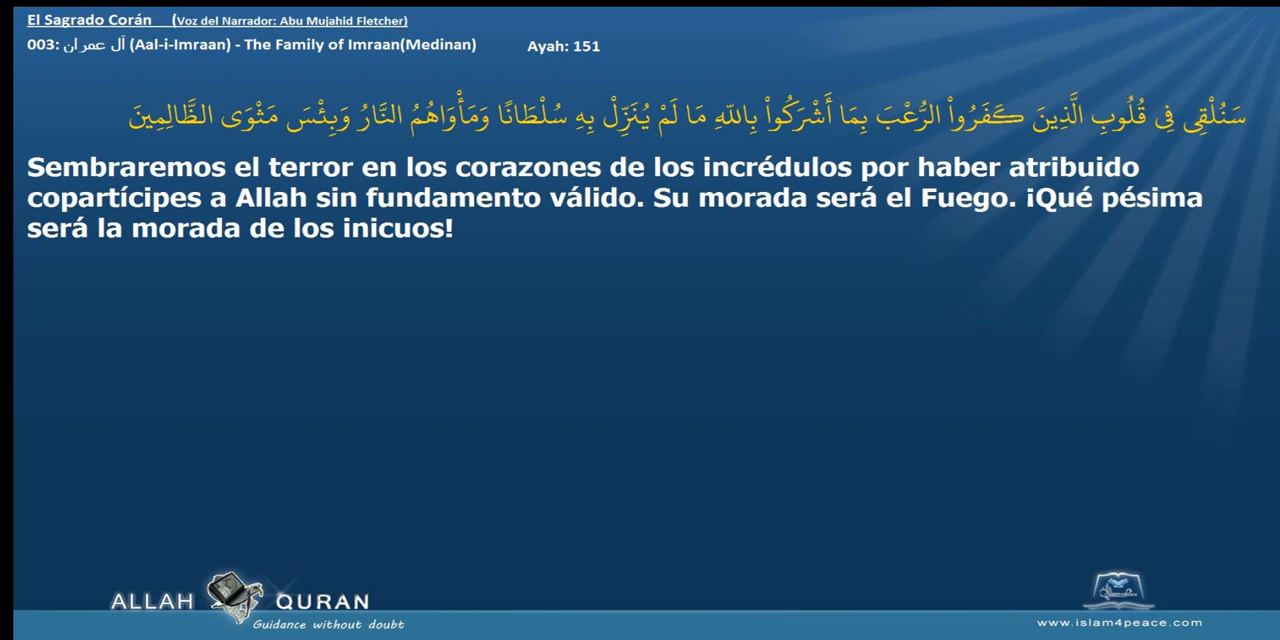 El Sagrado Corán (Voz del Narrador: Abu Mujahid Fletcher)
003: آل عمران (Aal-i-Imraan) - The Family of Imraan(Medinan) Ayah: 151
سَنُلْقِى فِى قُلُوبِ الَّذِينَ كَفَرُواْ الرُّعْبَ بِمَا أَشْرَكُواْ بِاللّهِ مَا لَمْ يُنَزِّلْ بِهِ سُلْطَانًا وَمَأْوَاهُمُ النَّارُ وَبِئْسَ مَثْوَى الظَّالِمِينَ
Sembraremos el terror en los corazones de los incrédulos por haber atribuido
copartícipes a Allah sin fundamento válido. Su morada será el Fuego. ¡Qué pésima
será la morada de los inicuos!
ALLAH QURAN
Guidance without doubt
www.islam4peace.com